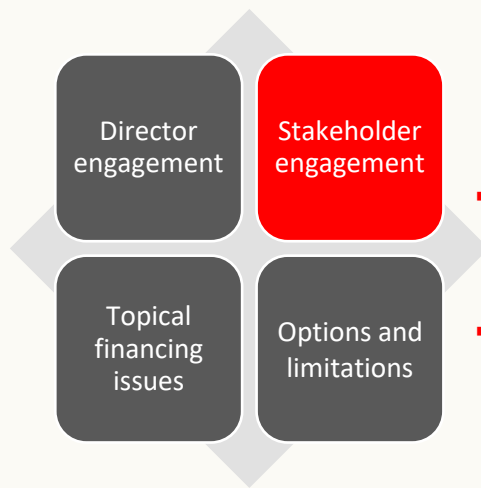 Director
engagement
Stakeholder
engagement
Topical
financing
issues
Options and
limitations